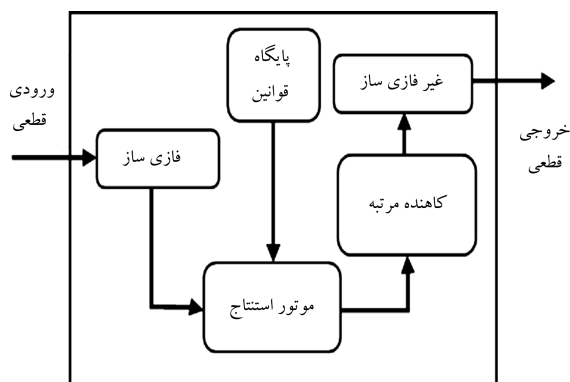 ورودی
قطعی
فازی ساز
پایگاه
قوانین
موتور استنتاج
کاهنده مرتبه
غیر فازی ساز
خروجی
قطعی